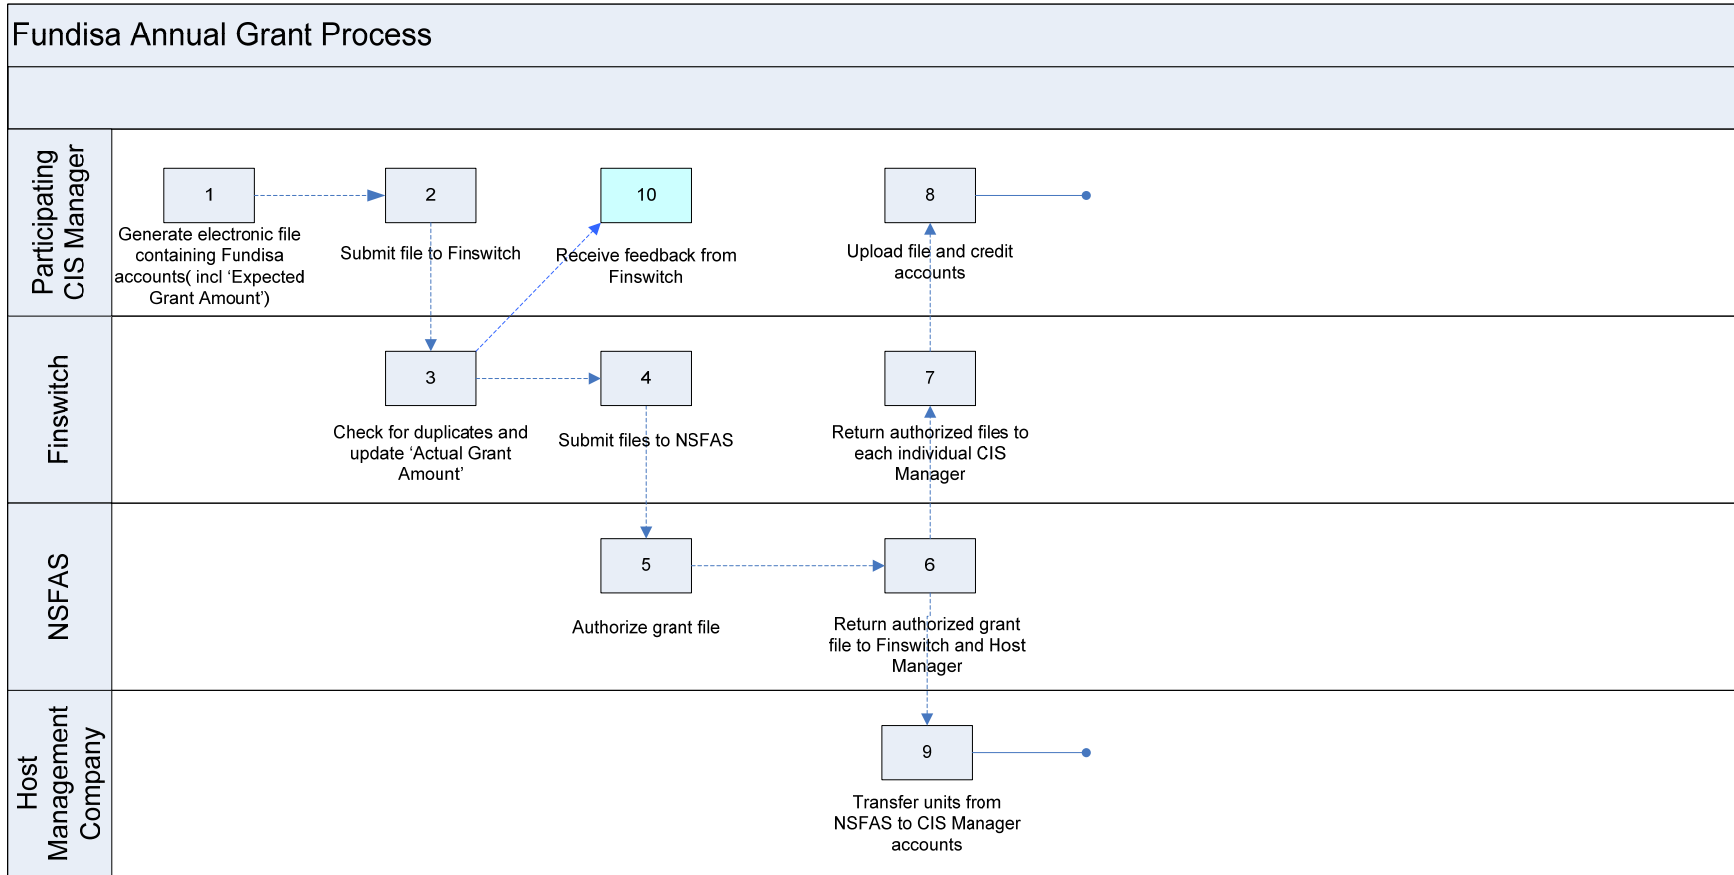 Fundisa Annual Grant Process
Participating
CIS Manager
1
Generate electronic file
containing Fundisa
accounts( incl ‘Expected
Grant Amount’)
2
Submit file to Finswitch
10
Receive feedback from
Finswitch
8
Upload file and credit
accounts
Finswitch
3
Check for duplicates and
update ‘Actual Grant
Amount’
4
Submit files to NSFAS
7
Return authorized files to
each individual CIS
Manager
NSFAS
5
Authorize grant file
6
Return authorized grant
file to Finswitch and Host
Manager
Host
Management
Company
9
Transfer units from
NSFAS to CIS Manager
accounts